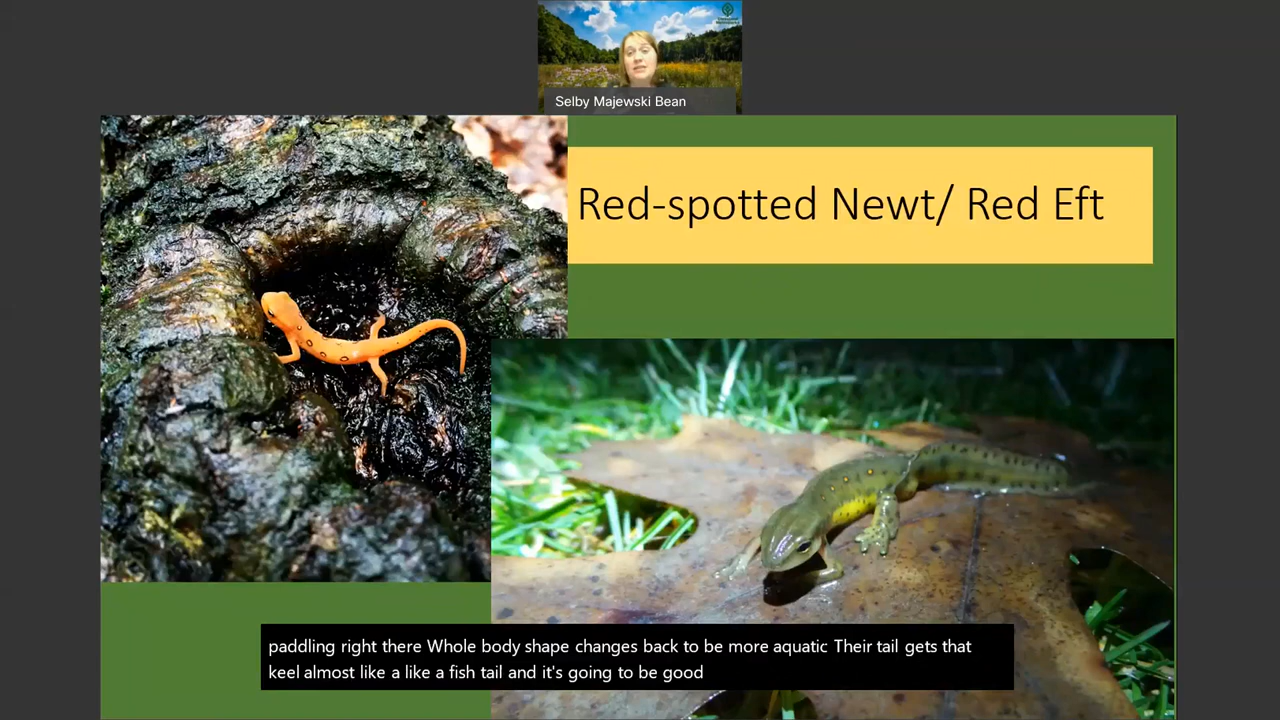 Selby Majewski Bean
Red-spotted Newt/ Red Eft
paddling right there Whole body shape changes back to be more aquatic Their tail gets that
keel almost like a like a fish tail and it's going to be good